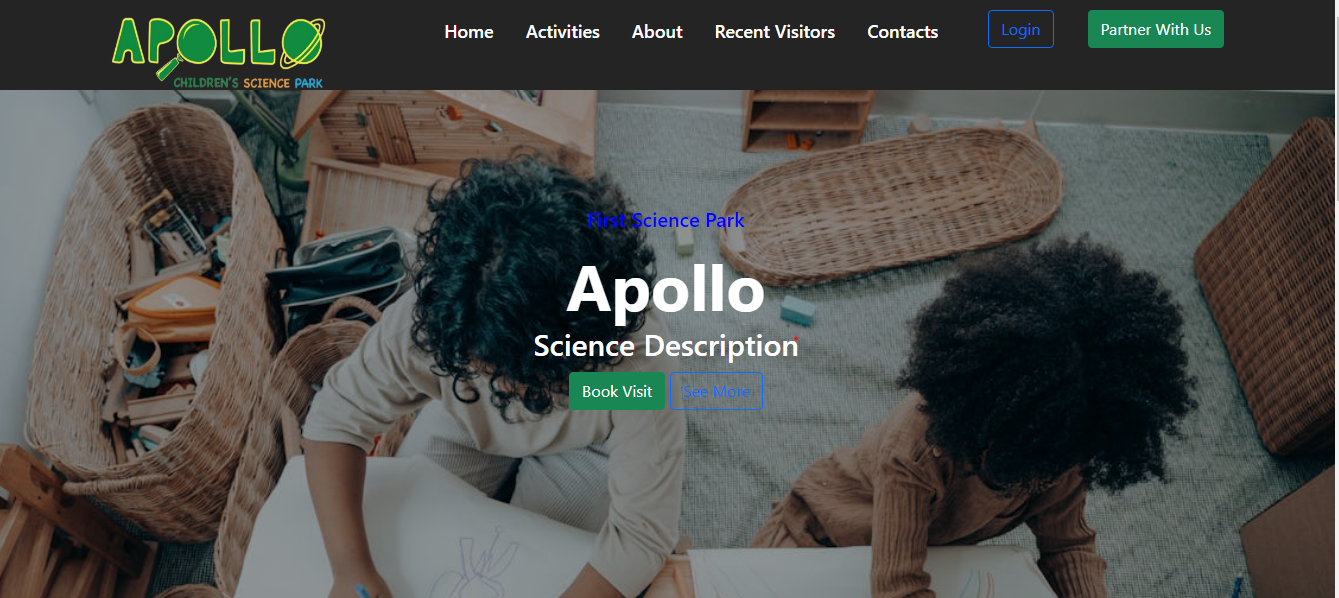 APOLLO
CHILDREN'S SCIENCE PARK
Home Activities About Recent Visitors Contacts Login Partner With Us
First Science Park
Apollo
Science Description
Book Visit See More